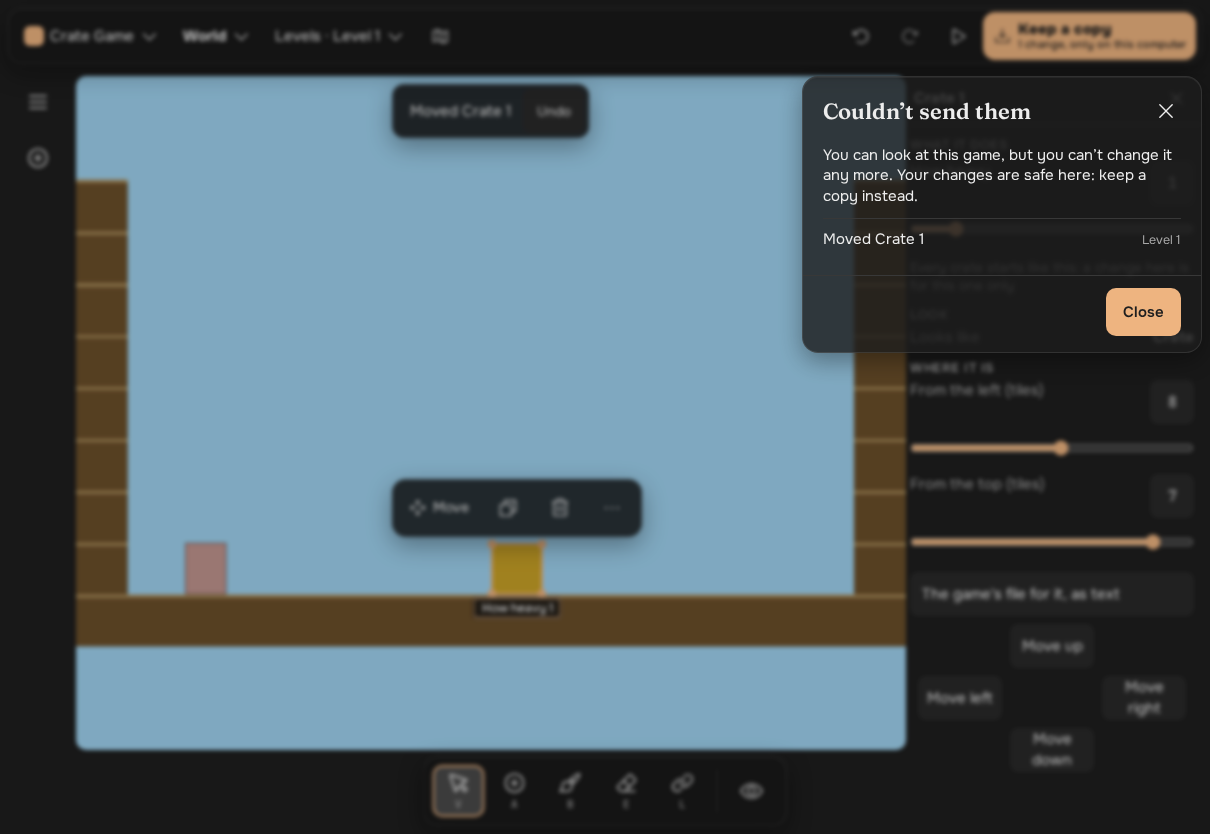 Crate Game
World
Levels · Level 1
Keep a copy
1 change, only on this computer
Moved Crate 1
Undo
Couldn’t send them
You can look at this game, but you can’t change it
any more. Your changes are safe here: keep a
copy instead.
Moved Crate 1
Level 1
Close
WHERE IT IS
From the left (tiles)
8
From the top (tiles)
7
Move
How heavy 1
The game's file for it, as text
Move up
Move left
Move
right
Move
down
V
A
B
E
L